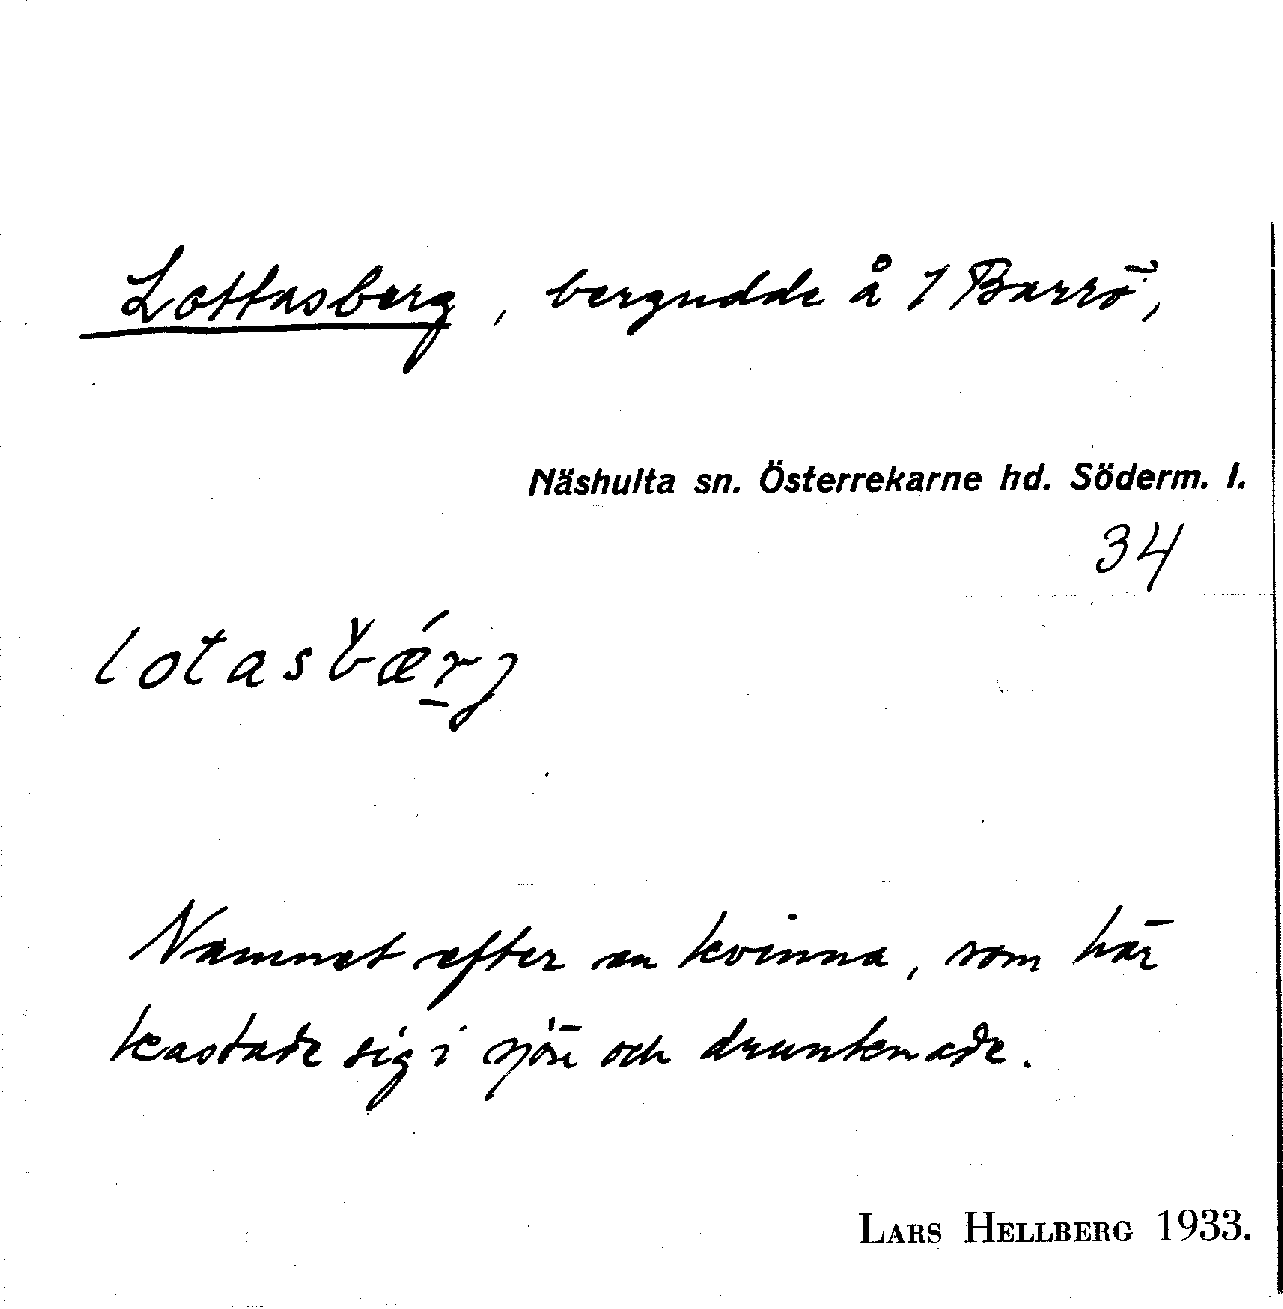 Lottasberg, bergudde å 1 Barrö,
Näshulta sn. Österrekarne hd. Söderm. l.
34
lotasbǽrj
Namnet efter en kvinna, som här
kastade sig i sjön och drunknade.
LARS HELLBERG 1933.